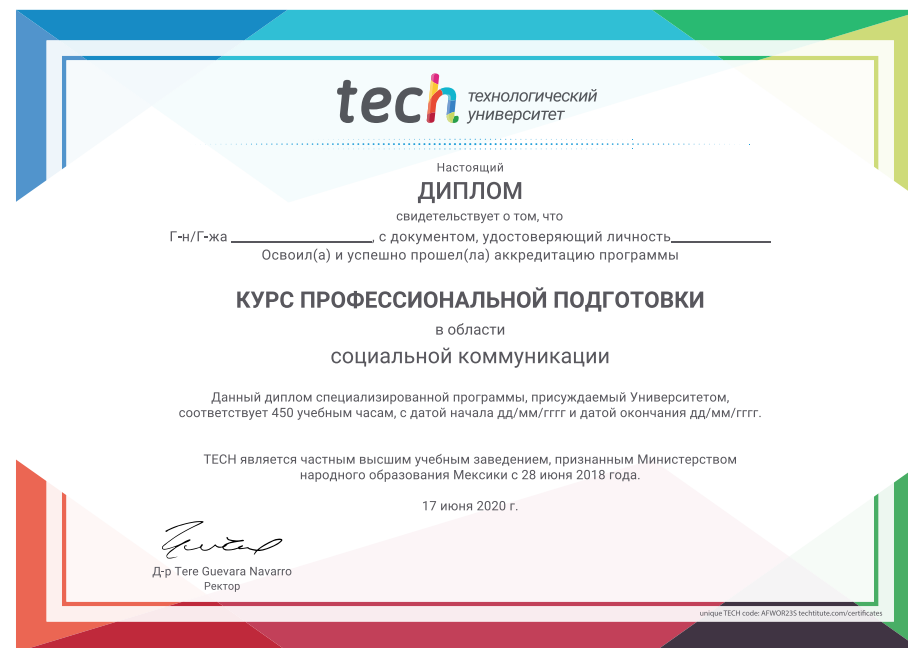 tech технологический
университет
Настоящий
ДИПЛОМ
свидетельствует о том, что
Г-н/Г-жа ____________________, с документом, удостоверяющий личность______________
Освоил(а) и успешно прошел(ла) аккредитацию программы
КУРС ПРОФЕССИОНАЛЬНОЙ ПОДГОТОВКИ
в области
социальной коммуникации
Данный диплом специализированной программы, присуждаемый Университетом,
соответствует 450 учебным часам, с датой начала дд/мм/гггг и датой окончания дд/мм/гггг.
TECH является частным высшим учебным заведением, признанным Министерством
народного образования Мексики с 28 июня 2018 года.
17 июня 2020 г.
Д-р Tere Guevara Navarro
Ректор
unique TECH code: AFWOR23S techtitute.com/certificates